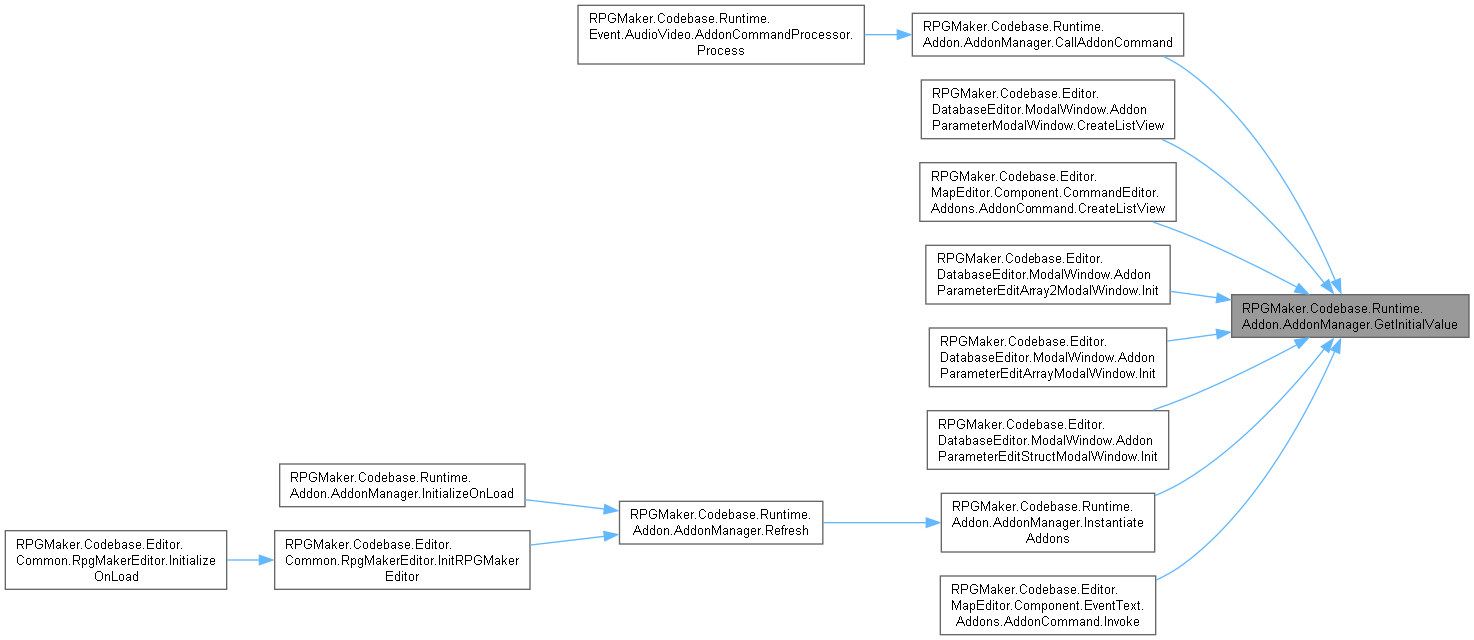 RPGMaker.Codebase.Runtime.
Event.AudioVideo.AddonCommandProcessor.
Process
RPGMaker.Codebase.Runtime.
Addon.AddonManager.CallAddonCommand
RPGMaker.Codebase.Editor.
DatabaseEditor.ModalWindow.Addon
ParameterModalWindow.CreateListView
RPGMaker.Codebase.Editor.
MapEditor.Component.CommandEditor.
Addons.AddonCommand.CreateListView
RPGMaker.Codebase.Editor.
DatabaseEditor.ModalWindow.Addon
ParameterEditArray2ModalWindow.Init
RPGMaker.Codebase.Runtime.
Addon.AddonManager.GetInitialValue
RPGMaker.Codebase.Editor.
DatabaseEditor.ModalWindow.Addon
ParameterEditArrayModalWindow.Init
RPGMaker.Codebase.Editor.
DatabaseEditor.ModalWindow.Addon
ParameterEditStructModalWindow.Init
RPGMaker.Codebase.Runtime.
Addon.AddonManager.InitializeOnLoad
RPGMaker.Codebase.Runtime.
Addon.AddonManager.Refresh
RPGMaker.Codebase.Runtime.
Addon.AddonManager.Instantiate
Addons
RPGMaker.Codebase.Editor.
Common.RpgMakerEditor.Initialize
OnLoad
RPGMaker.Codebase.Editor.
Common.RpgMakerEditor.InitRPGMaker
Editor
RPGMaker.Codebase.Editor.
MapEditor.Component.EventText.
Addons.AddonCommand.Invoke